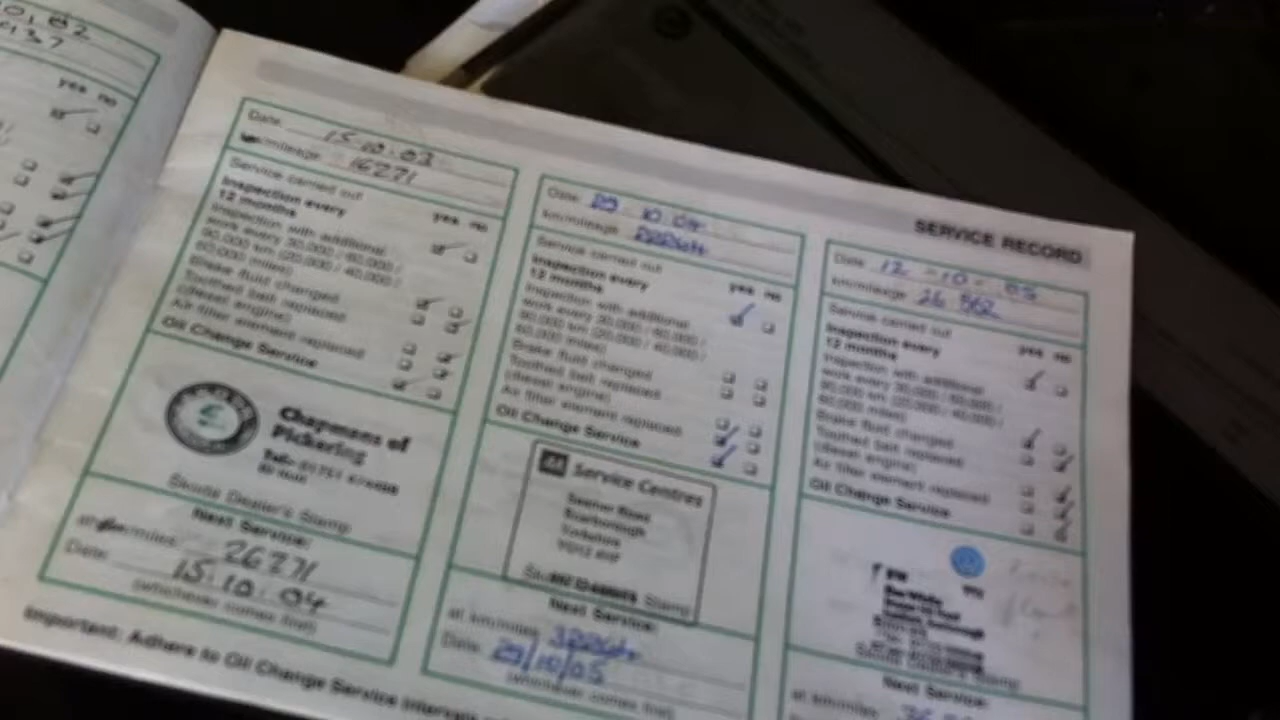 SERVICE RECORD
Date 15.10.03
km/mileage 16271
Service carried out
Inspection every
12 months
yes no
Inspection with additional
work every 30,000 / 60,000 /
90,000 km (20,000 / 40,000 /
60,000 miles)
Brake fluid changed
Toothed belt replaced
(diesel engine)
Air filter element replaced
Oil Change Service
Chapmans of
Pickering
Skoda Dealer's Stamp
Next Service:
at km/miles 26271
Date: 15.10.04
(whichever comes first)
Date 29 10 04
km/mileage 22264
Service carried out
Inspection every
12 months
yes no
Inspection with additional
work every 30,000 / 60,000 /
90,000 km (20,000 / 40,000 /
60,000 miles)
Brake fluid changed
Toothed belt replaced
(diesel engine)
Air filter element replaced
Oil Change Service
AA Service Centres
Seamer Road
Scarborough
Yorkshire
Next Service:
at km/miles 32264
Date: 29/10/05
(whichever comes first)
Date 12 - 10 - 05
km/mileage 26 862
Service carried out
Inspection every
12 months
yes no
Inspection with additional
work every 30,000 / 60,000 /
90,000 km (20,000 / 40,000 /
60,000 miles)
Brake fluid changed
Toothed belt replaced
(diesel engine)
Air filter element replaced
Oil Change Service
Next Service:
at km/miles
Important: Adhere to Oil Change Service intervals